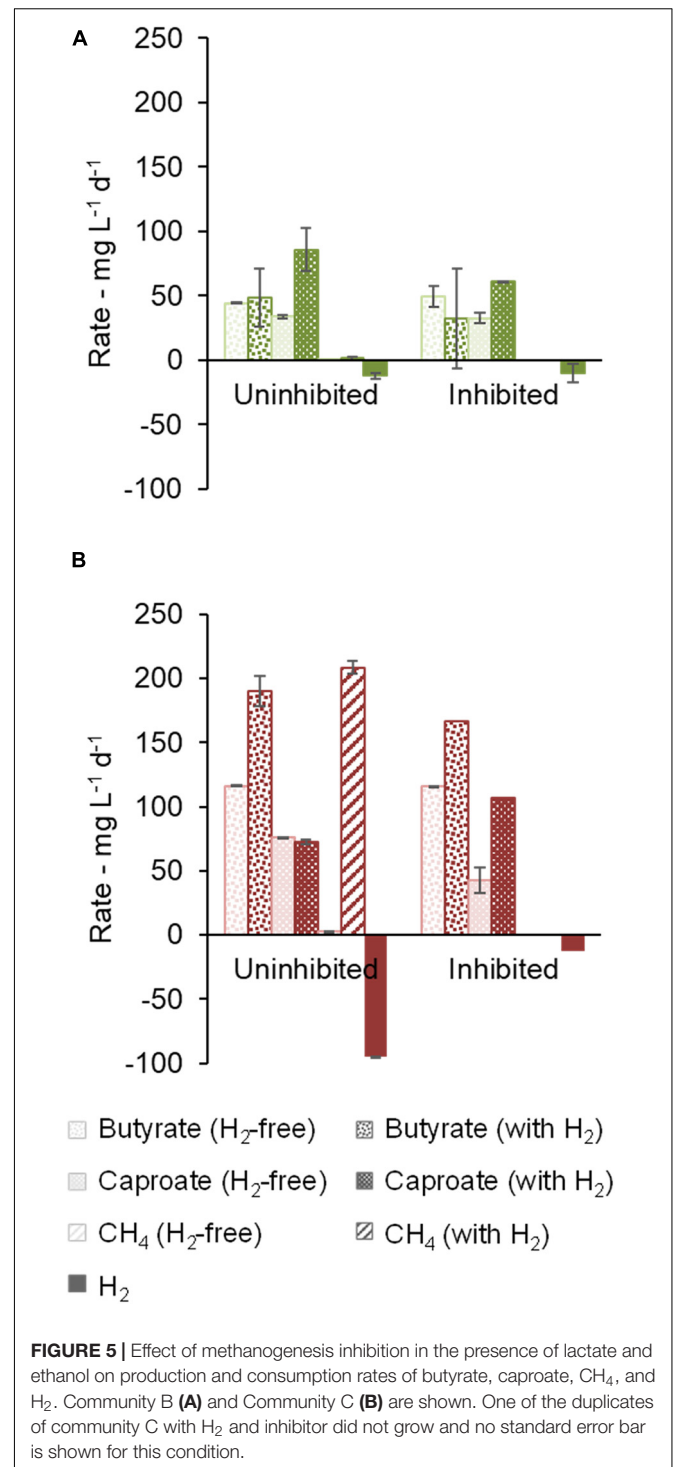 A
250
200
150
100
50
0
-50
-100
Rate - mg L⁻¹ d⁻¹
Uninhibited Inhibited
B
250
200
150
100
50
0
-50
-100
Rate - mg L⁻¹ d⁻¹
Uninhibited Inhibited
Butyrate (H₂-free) Butyrate (with H₂)
Caproate (H₂-free) Caproate (with H₂)
CH₄ (H₂-free) CH₄ (with H₂)
H₂
FIGURE 5 | Effect of methanogenesis inhibition in the presence of lactate and
ethanol on production and consumption rates of butyrate, caproate, CH₄, and
H₂. Community B (A) and Community C (B) are shown. One of the duplicates
of community C with H₂ and inhibitor did not grow and no standard error bar
is shown for this condition.